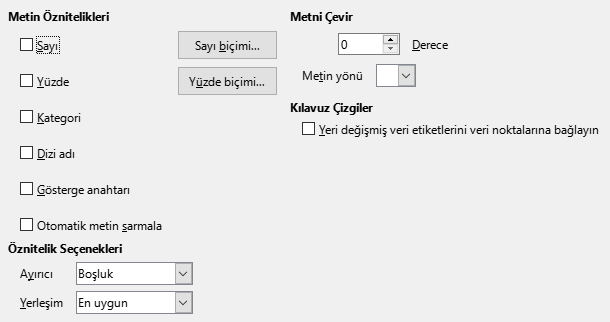 Metin Öznitelikleri
Sayı
Sayı biçimi...
Yüzde
Yüzde biçimi...
Kategori
Dizi adı
Gösterge anahtarı
Otomatik metin sarmala
Öznitelik Seçenekleri
Ayırıcı
Boşluk
Yerleşim
En uygun
Metni Çevir
0
Derece
Metin yönü
Kılavuz Çizgiler
Yeri değişmiş veri etiketlerini veri noktalarına bağlayın